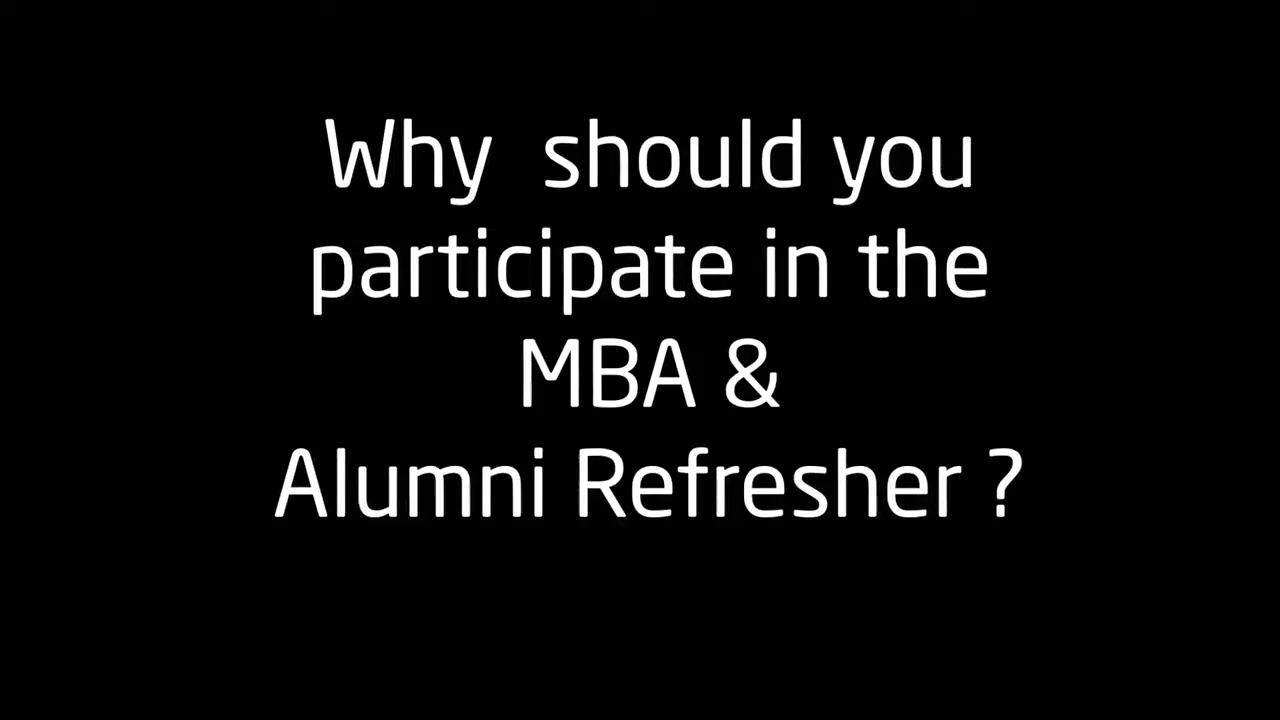 Why  should you
participate in the
MBA &
Alumni Refresher ?